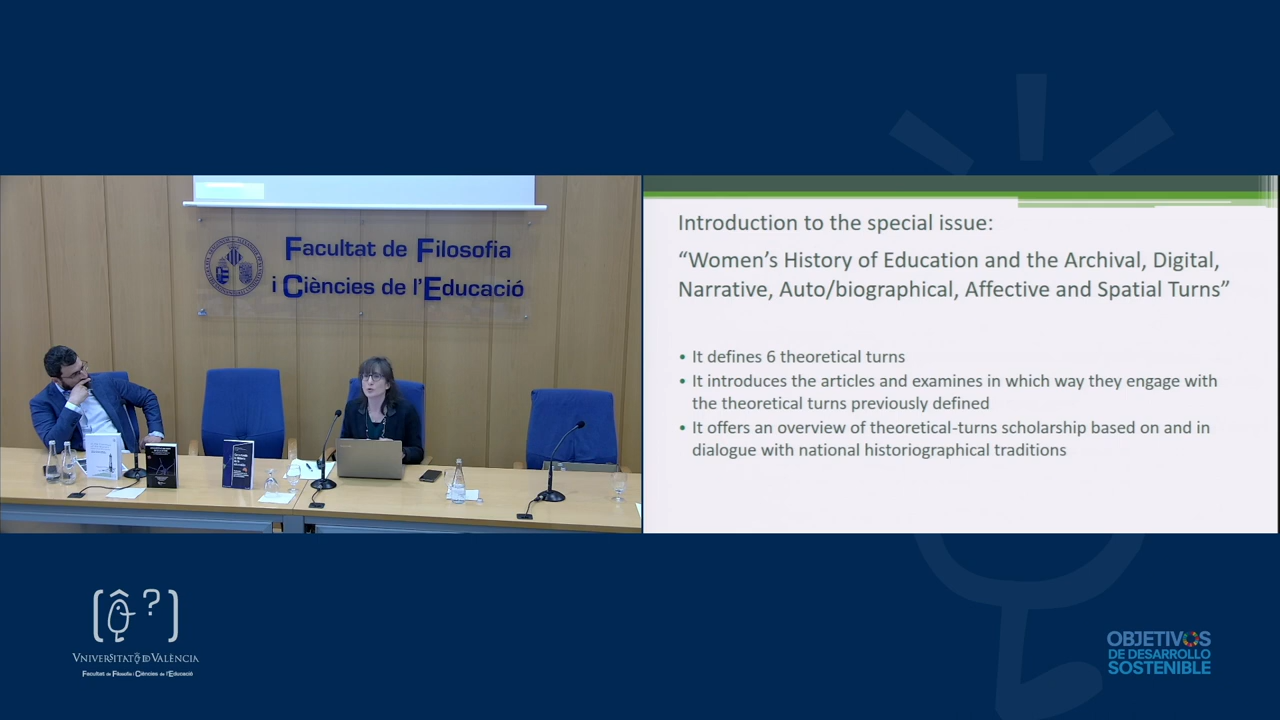 Facultat de Filosofia
i Ciències de l'Educació
Introduction to the special issue:
“Women’s History of Education and the Archival, Digital,
Narrative, Auto/biographical, Affective and Spatial Turns”
• It defines 6 theoretical turns
• It introduces the articles and examines in which way they engage with
the theoretical turns previously defined
• It offers an overview of theoretical-turns scholarship based on and in
dialogue with national historiographical traditions
[Ô?]
VNIVERSITATƟDVALÈNCIA
Facultat de Filosofia i Ciències de l'Educació
OBJETIVOS
DE DESARROLLO
SOSTENIBLE